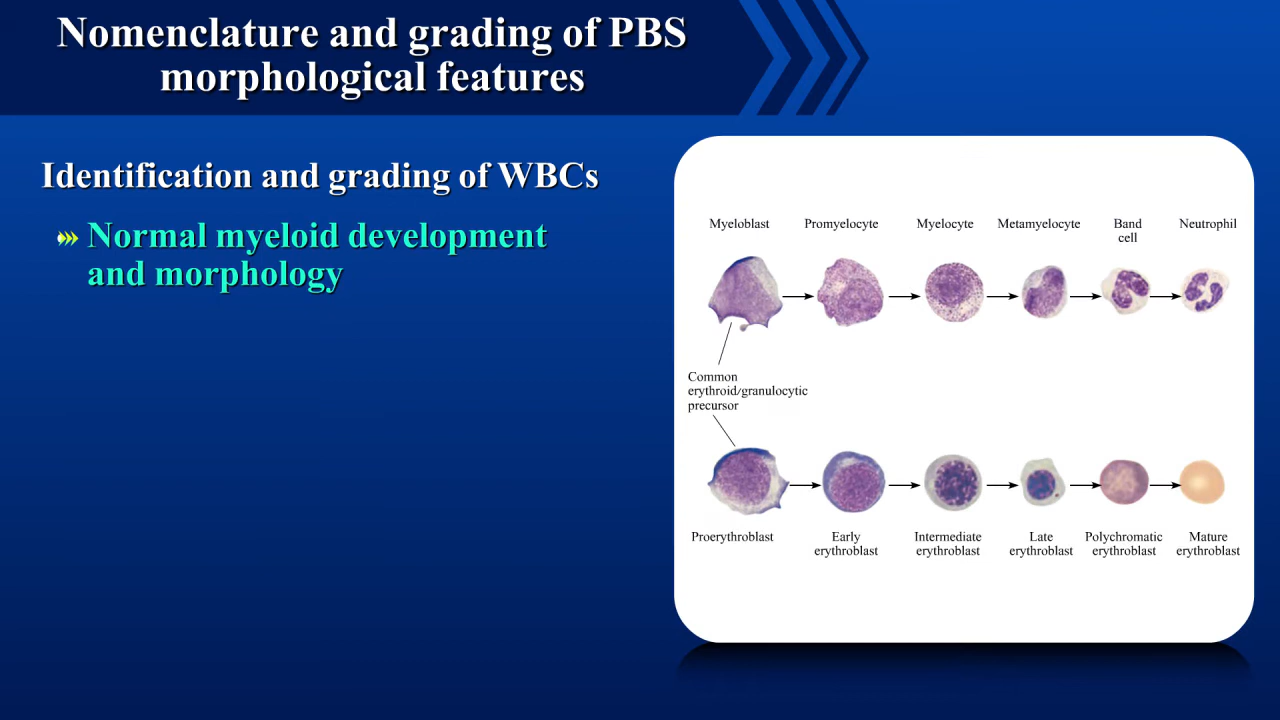 Nomenclature and grading of PBS
morphological features
Identification and grading of WBCs
Normal myeloid development
and morphology
Myeloblast
Promyelocyte
Myelocyte
Metamyelocyte
Band
cell
Neutrophil
Common
erythroid/granulocytic
precursor
Proerythroblast
Early
erythroblast
Intermediate
erythroblast
Late
erythroblast
Polychromatic
erythroblast
Mature
erythroblast